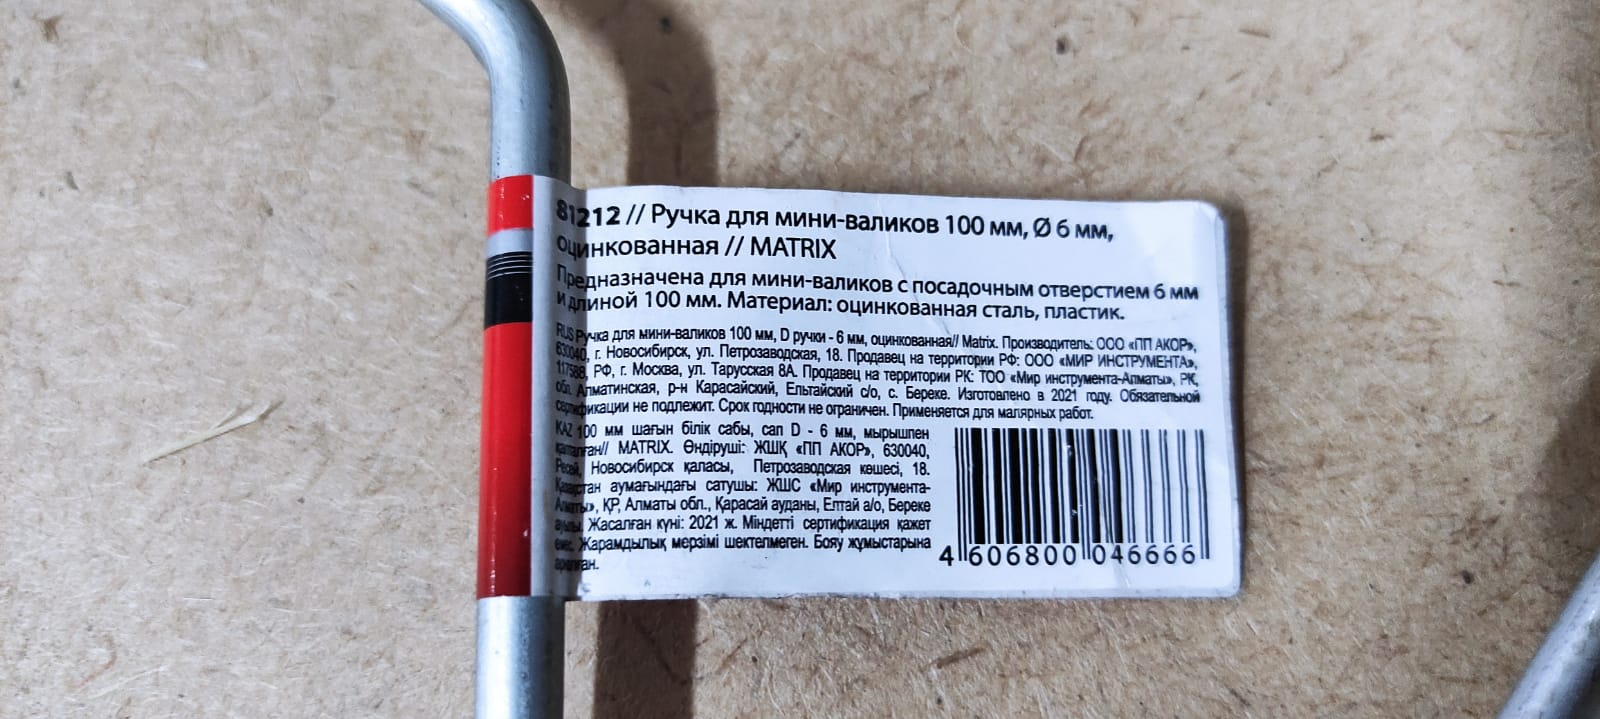 81212 // Ручка для мини-валиков 100 мм, Ø 6 мм,
оцинкованная // MATRIX
Предназначена для мини-валиков с посадочным отверстием 6 мм
и длиной 100 мм. Материал: оцинкованная сталь, пластик.
RUS Ручка для мини-валиков 100 мм, D ручки - 6 мм, оцинкованная// Matrix. Производитель: ООО «ПП АКОР»,
630040, г. Новосибирск, ул. Петрозаводская, 18. Продавец на территории РФ: ООО «МИР ИНСТРУМЕНТА»,
117588, РФ, г. Москва, ул. Тарусская 8А. Продавец на территории РК: ТОО «Мир инструмента-Алматы», РК,
обл. Алматинская, р-н Карасайский, Ельтайский с/о, с. Береке. Изготовлено в 2021 году. Обязательной
сертификации не подлежит. Срок годности не ограничен. Применяется для малярных работ.
KAZ 100 мм шағын білік сабы, сап D - 6 мм, мырышпен
қапталған// MATRIX. Өндіруші: ЖШҚ «ПП АКОР», 630040,
Ресей, Новосибирск қаласы, Петрозаводская көшесі, 18.
Қазақстан аумағындағы сатушы: ЖШС «Мир инструмента-
Алматы», ҚР, Алматы обл., Қарасай ауданы, Елтай а/о, Береке
ауылы. Жасалған күні: 2021 ж. Міндетті сертификация қажет
емес. Жарамдылық мерзімі шектелмеген. Бояу жұмыстарына
арналған.
4 606800 046666